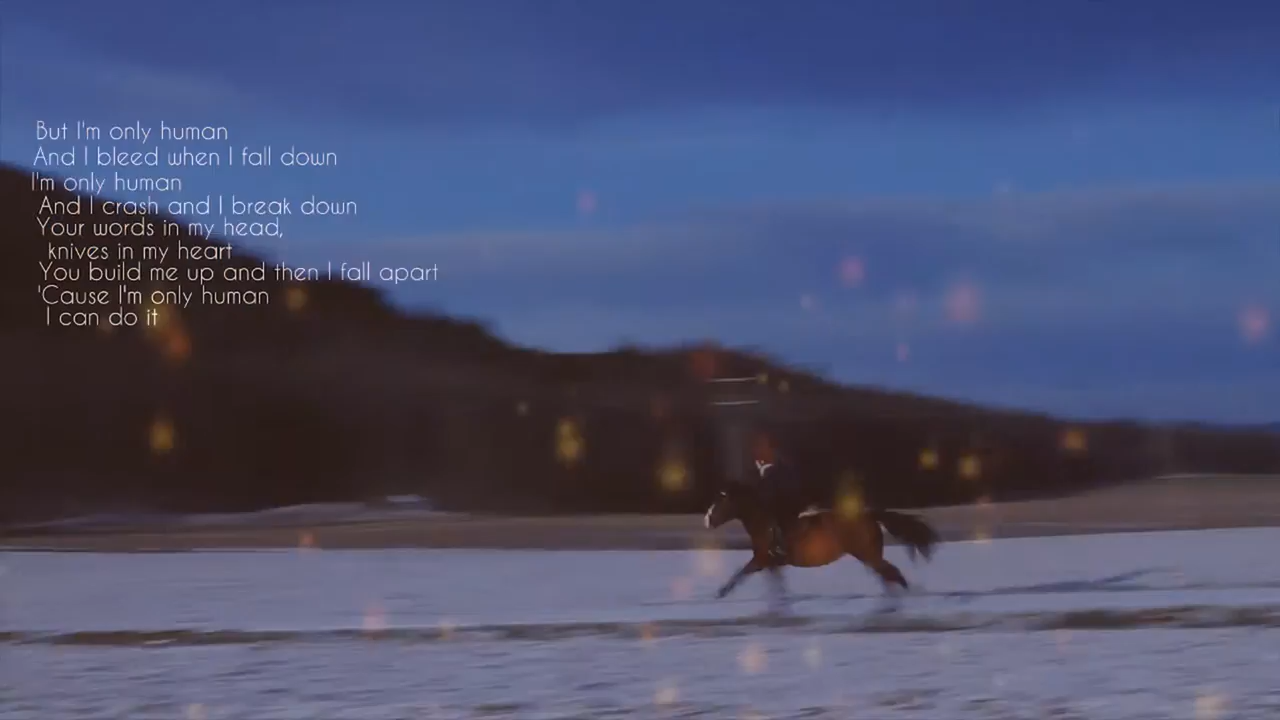 But I'm only human
And I bleed when I fall down
I'm only human
And I crash and I break down
Your words in my head,
knives in my heart
You build me up and then I fall apart
'Cause I'm only human
I can do it